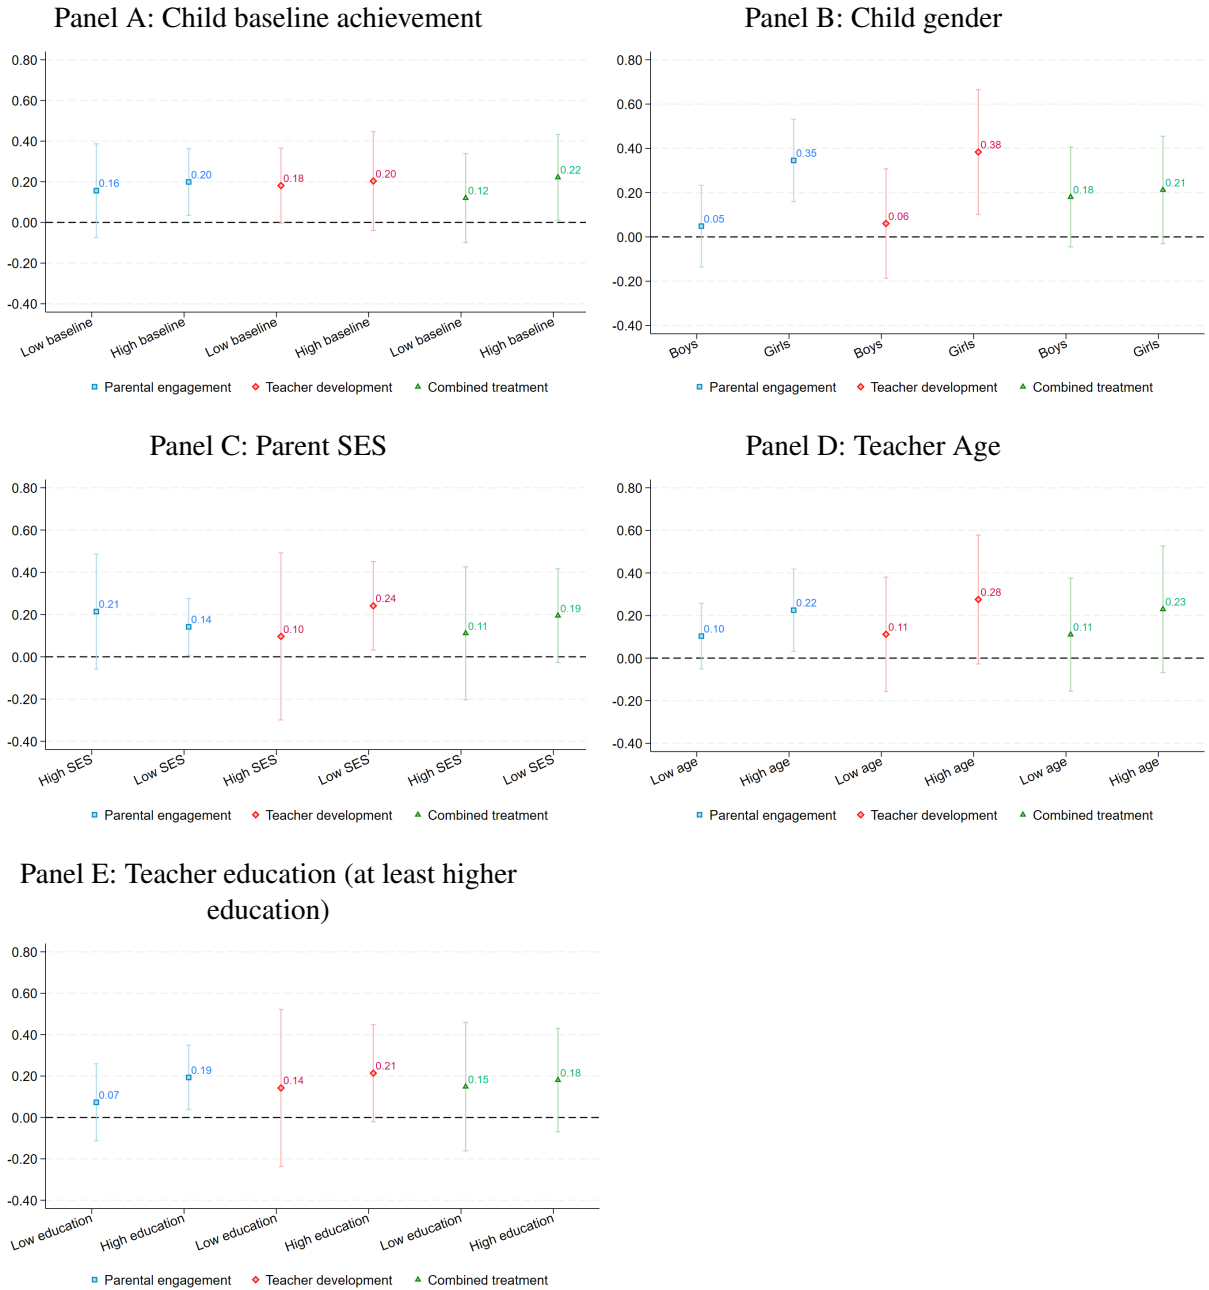 Panel A: Child baseline achievement
0.80
0.60
0.40
0.20
0.00
-0.20
-0.40
0.16
0.20
0.18
0.20
0.12
0.22
Low baseline
High baseline
Low baseline
High baseline
Low baseline
High baseline
Parental engagement Teacher development Combined treatment
Panel B: Child gender
0.80
0.60
0.40
0.20
0.00
-0.20
-0.40
0.05
0.35
0.06
0.38
0.18
0.21
Boys
Girls
Boys
Girls
Boys
Girls
Parental engagement Teacher development Combined treatment
Panel C: Parent SES
0.80
0.60
0.40
0.20
0.00
-0.20
-0.40
0.21
0.14
0.10
0.24
0.11
0.19
High SES
Low SES
High SES
Low SES
High SES
Low SES
Parental engagement Teacher development Combined treatment
Panel D: Teacher Age
0.80
0.60
0.40
0.20
0.00
-0.20
-0.40
0.10
0.22
0.11
0.28
0.11
0.23
Low age
High age
Low age
High age
Low age
High age
Parental engagement Teacher development Combined treatment
Panel E: Teacher education (at least higher
education)
0.80
0.60
0.40
0.20
0.00
-0.20
-0.40
0.07
0.19
0.14
0.21
0.15
0.18
Low education
High education
Low education
High education
Low education
High education
Parental engagement Teacher development Combined treatment